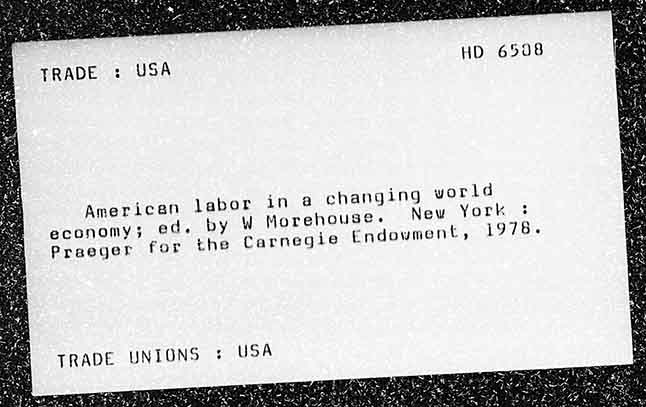 TRADE : USA
HD 6508
American labor in a changing world
economy; ed. by W Morehouse. New York :
Praeger for the Carnegie Endowment, 1978.
TRADE UNIONS : USA